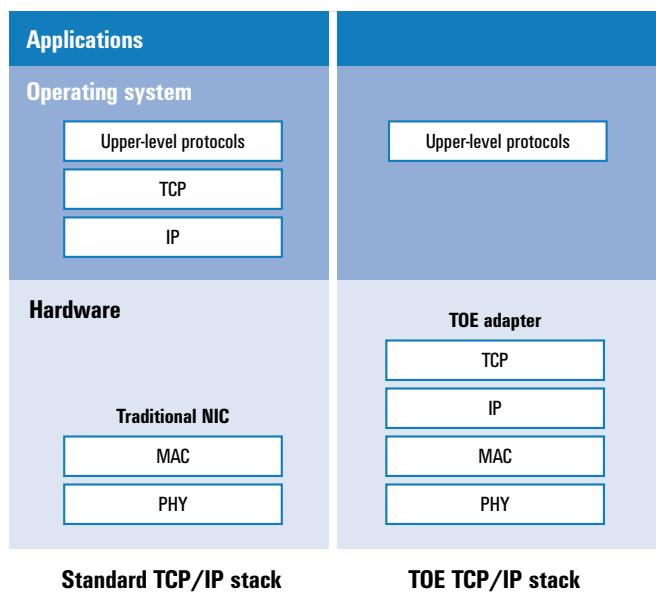 Applications
Operating system
Upper-level protocols
TCP
IP
Hardware
Traditional NIC
MAC
PHY
Standard TCP/IP stack
Upper-level protocols
TOE adapter
TCP
IP
MAC
PHY
TOE TCP/IP stack